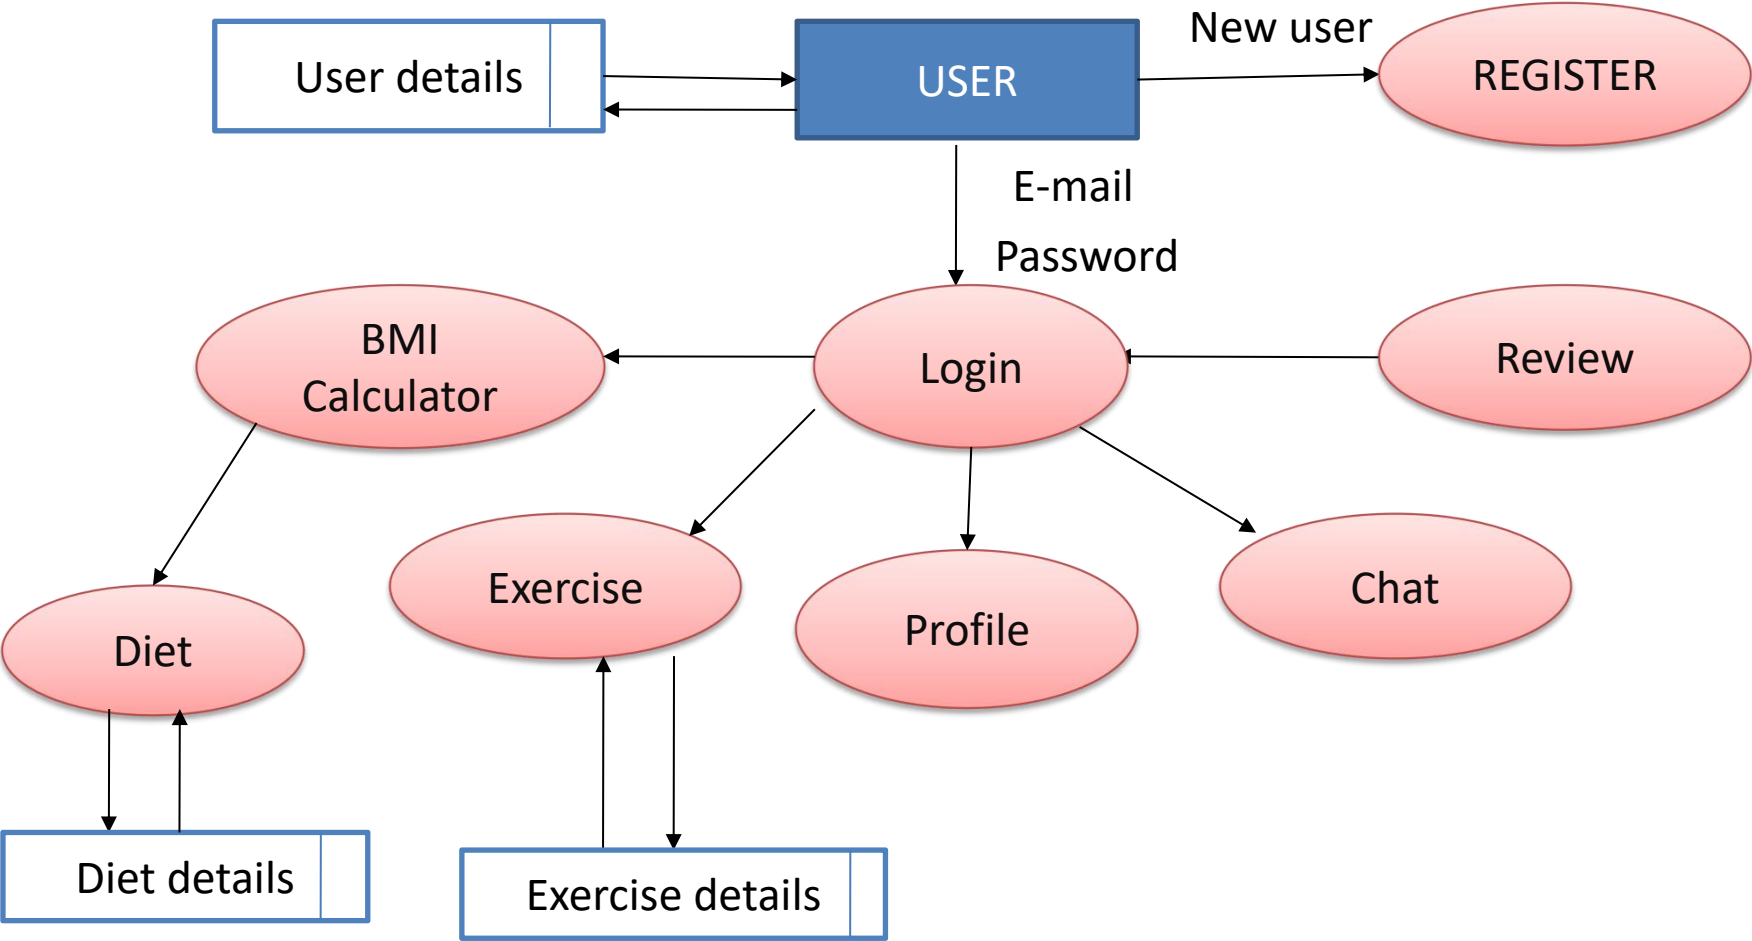 User details
USER
New user
REGISTER
E-mail
Password
BMI
Calculator
Login
Review
Diet
Exercise
Profile
Chat
Diet details
Exercise details